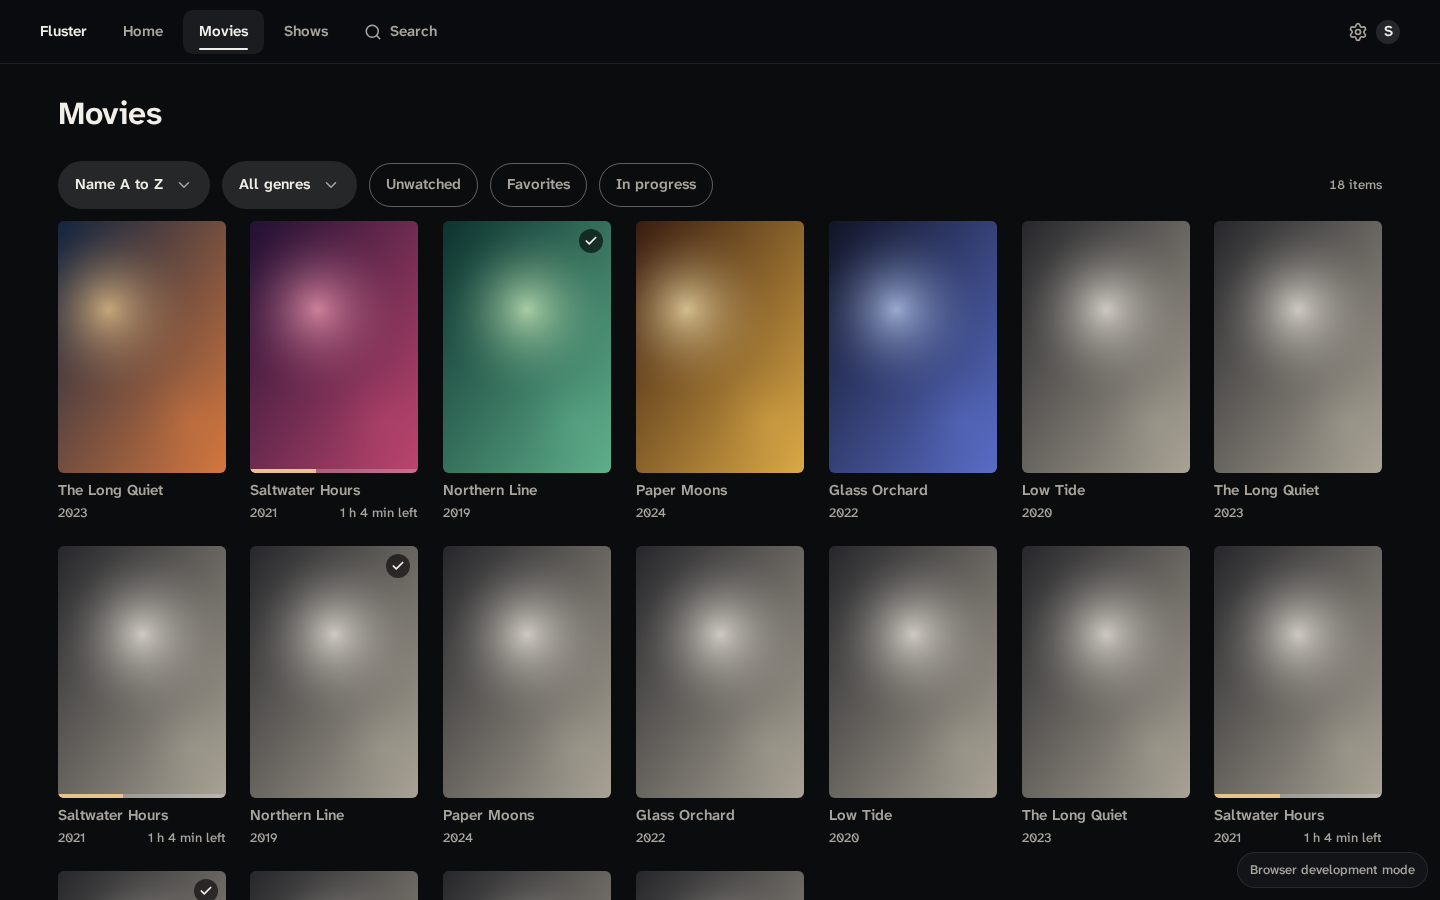 Fluster Home Movies Shows Search S
Movies
Name A to Z All genres Unwatched Favorites In progress 18 items
The Long Quiet Saltwater Hours Northern Line Paper Moons Glass Orchard Low Tide The Long Quiet
2023 2021 1 h 4 min left 2019 2024 2022 2020 2023
Saltwater Hours Northern Line Paper Moons Glass Orchard Low Tide The Long Quiet Saltwater Hours
2021 1 h 4 min left 2019 2024 2022 2020 2023 2021 1 h 4 min left
Browser development mode